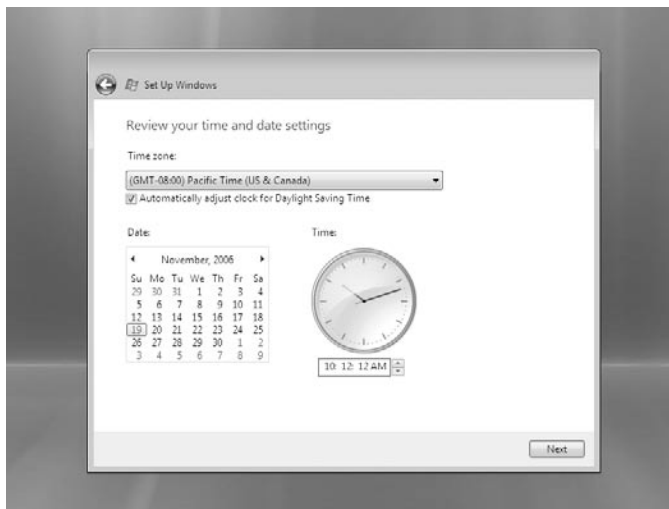 Set Up Windows
Review your time and date settings
Time zone:
(GMT-08:00) Pacific Time (US & Canada)
Automatically adjust clock for Daylight Saving Time
Date:
Time:
November, 2006
Su Mo Tu We Th Fr Sa
29 30 31 1 2 3 4
5 6 7 8 9 10 11
12 13 14 15 16 17 18
19 20 21 22 23 24 25
26 27 28 29 30 1 2
3 4 5 6 7 8 9
10: 12: 12 AM
Next